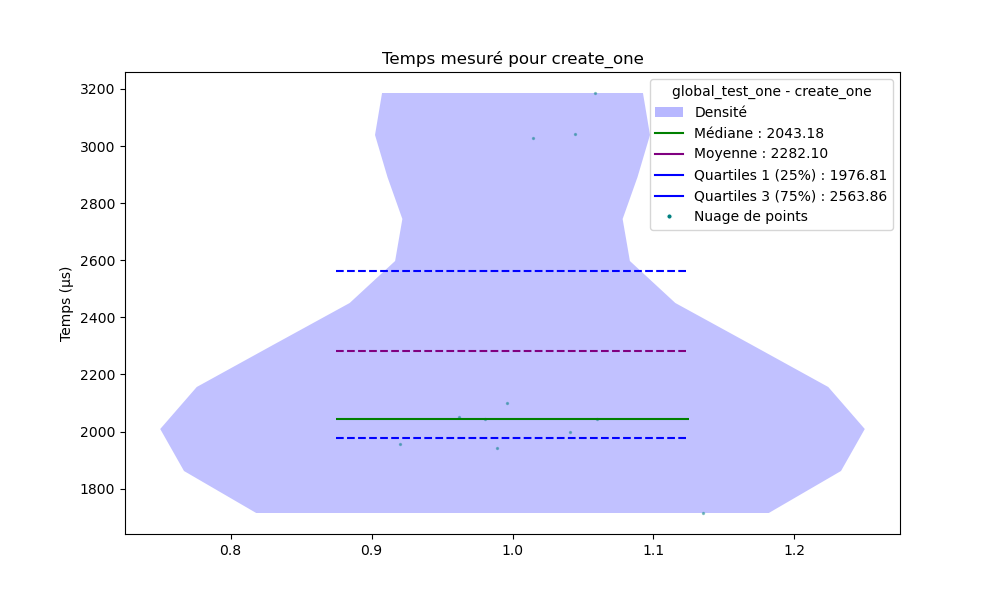 Temps mesuré pour create_one
Temps (µs)
3200
3000
2800
2600
2400
2200
2000
1800
0.8
0.9
1.0
1.1
1.2
global_test_one - create_one
Densité
Médiane : 2043.18
Moyenne : 2282.10
Quartiles 1 (25%) : 1976.81
Quartiles 3 (75%) : 2563.86
Nuage de points